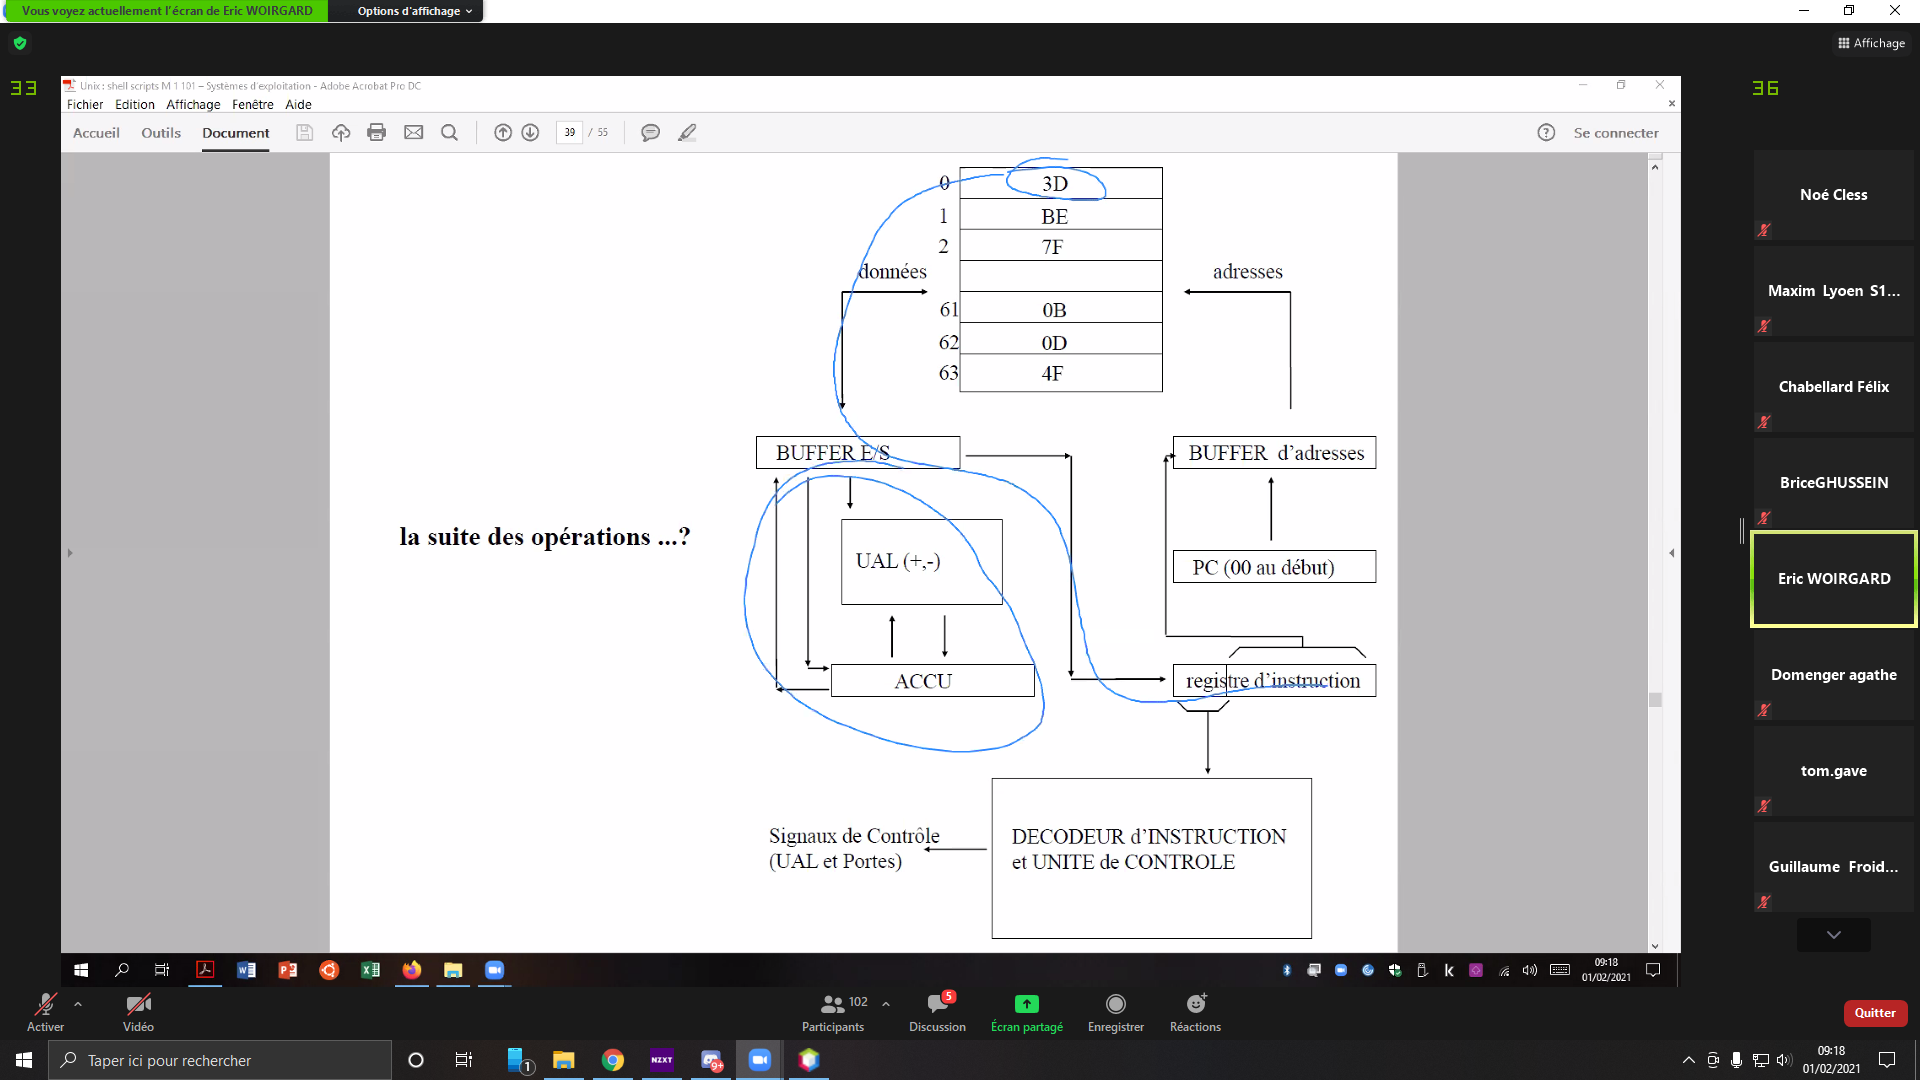 Vous voyez actuellement l'écran de Eric WOIRGARD
Options d'affichage
Affichage
33
36
Unix : shell scripts M 1 101 – Systèmes d'exploitation - Adobe Acrobat Pro DC
Fichier Edition Affichage Fenêtre Aide
Accueil Outils Document
39 / 55
Se connecter
0 3D
1 BE
2 7F
données
adresses
61 0B
62 0D
63 4F
BUFFER E/S
BUFFER d'adresses
la suite des opérations ...?
UAL (+,-)
PC (00 au début)
ACCU
registre d'instruction
Signaux de Contrôle
(UAL et Portes)
DECODEUR d'INSTRUCTION
et UNITE de CONTROLE
Noé Cless
Maxim Lyoen S1...
Chabellard Félix
BriceGHUSSEIN
Eric WOIRGARD
Domenger agathe
tom.gave
Guillaume Froid...
09:18
01/02/2021
Activer
Vidéo
102
Participants
5
Discussion
Écran partagé
Enregistrer
Réactions
Quitter
Taper ici pour rechercher
1
NZXT
9+
09:18
01/02/2021